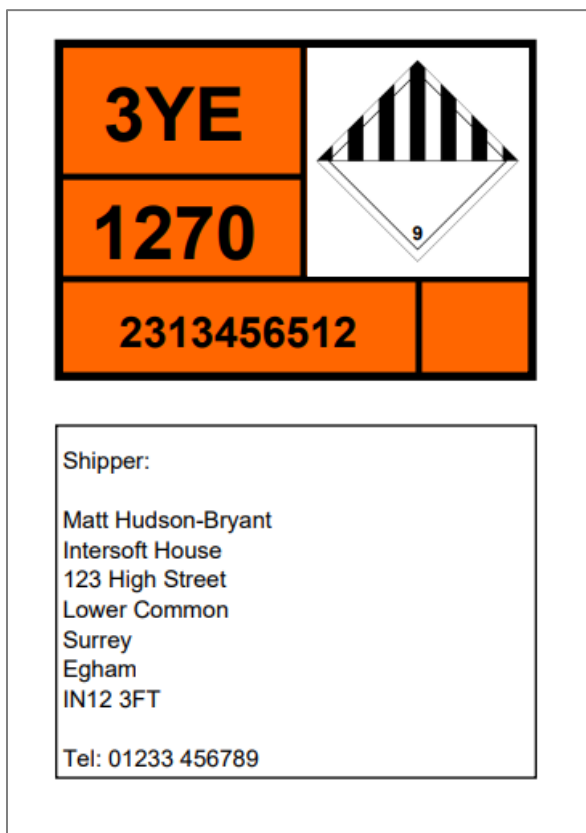 3YE
9
1270
2313456512
Shipper:
Matt Hudson-Bryant
Intersoft House
123 High Street
Lower Common
Surrey
Egham
IN12 3FT
Tel: 01233 456789